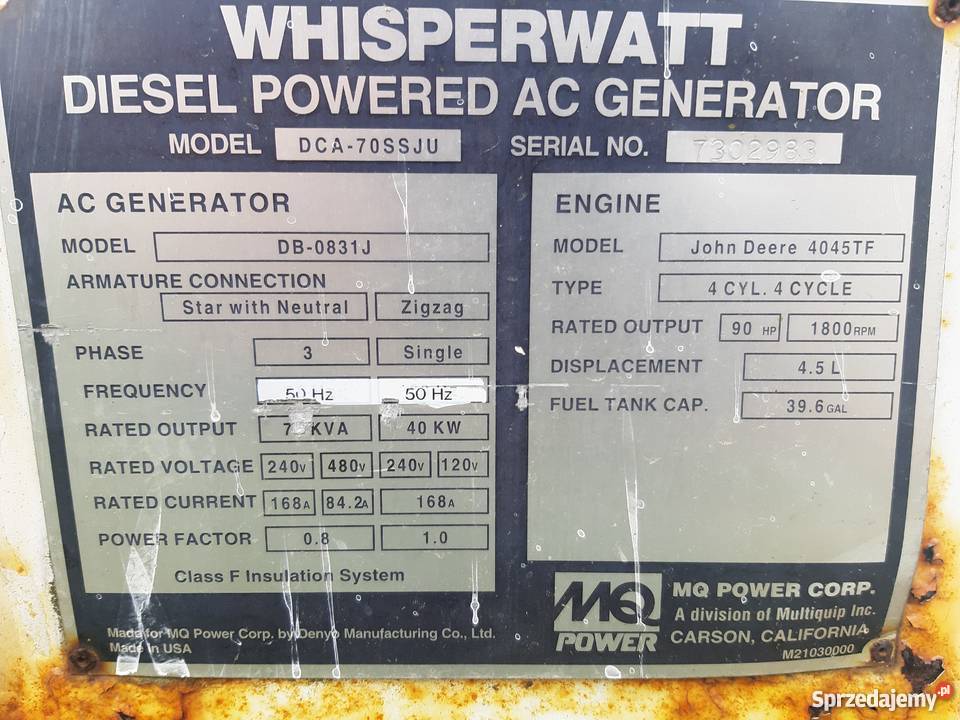 WHISPERWATT
DIESEL POWERED AC GENERATOR
MODEL DCA-70SSJU SERIAL NO. 7302983
AC GENERATOR
MODEL DB-0831J
ARMATURE CONNECTION
Star with Neutral Zigzag
PHASE 3 Single
FREQUENCY 50 Hz 50 Hz
RATED OUTPUT KVA 40 KW
RATED VOLTAGE 240V 480V 240V 120V
RATED CURRENT 168A 84.2A 168A
POWER FACTOR 0.8 1.0
Class F Insulation System
Made for MQ Power Corp. by Denyo Manufacturing Co., Ltd.
Made in USA
ENGINE
MODEL John Deere 4045TF
TYPE 4 CYL. 4 CYCLE
RATED OUTPUT 90 HP 1800RPM
DISPLACEMENT 4.5 L
FUEL TANK CAP. 39.6GAL
MQ
POWER
MQ POWER CORP.
A division of Multiquip Inc.
CARSON, CALIFORNIA
M21030000
Sprzedajemy.pl